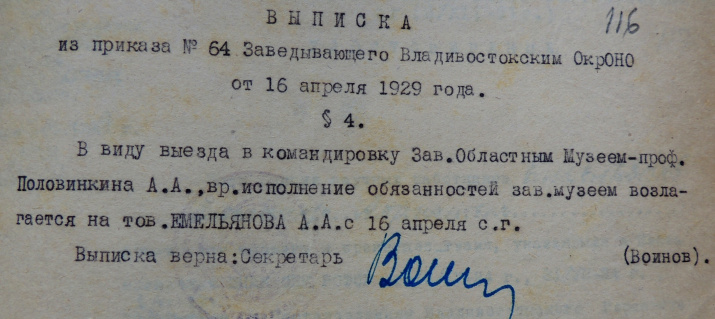 ВЫПИСКА
116
из приказа № 64 Заведывающего Владивостокским ОкрОНО
от 16 апреля 1929 года.
§ 4.
В виду выезда в командировку Зав.Областным Музеем-проф.
Половинкина А.А.,вр.исполнение обязанностей зав.музеем возла-
гается на тов.ЕМЕЛЬЯНОВА А.А.с 16 апреля с.г.
Выписка верна:Секретарь (Воинов).